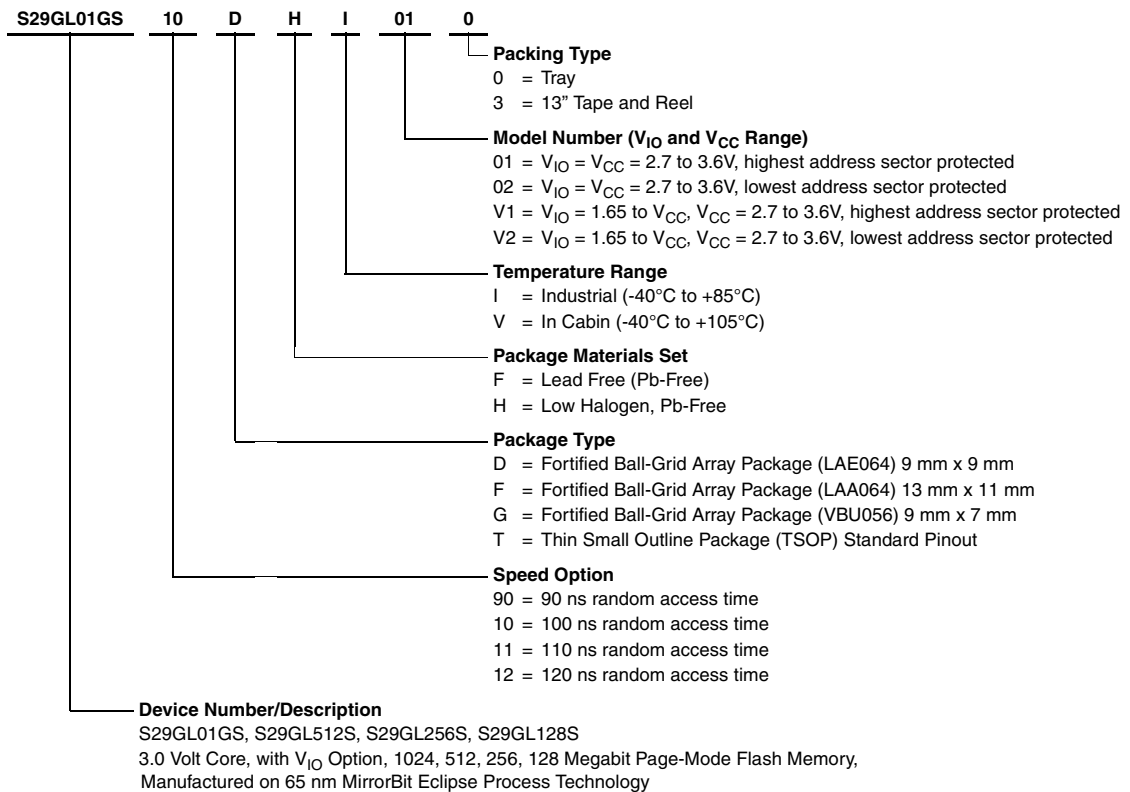 S29GL01GS 10 D H I 01 0
Packing Type
0 = Tray
3 = 13” Tape and Reel
Model Number (VIO and VCC Range)
01 = VIO = VCC = 2.7 to 3.6V, highest address sector protected
02 = VIO = VCC = 2.7 to 3.6V, lowest address sector protected
V1 = VIO = 1.65 to VCC, VCC = 2.7 to 3.6V, highest address sector protected
V2 = VIO = 1.65 to VCC, VCC = 2.7 to 3.6V, lowest address sector protected
Temperature Range
I = Industrial (-40°C to +85°C)
V = In Cabin (-40°C to +105°C)
Package Materials Set
F = Lead Free (Pb-Free)
H = Low Halogen, Pb-Free
Package Type
D = Fortified Ball-Grid Array Package (LAE064) 9 mm x 9 mm
F = Fortified Ball-Grid Array Package (LAA064) 13 mm x 11 mm
G = Fortified Ball-Grid Array Package (VBU056) 9 mm x 7 mm
T = Thin Small Outline Package (TSOP) Standard Pinout
Speed Option
90 = 90 ns random access time
10 = 100 ns random access time
11 = 110 ns random access time
12 = 120 ns random access time
Device Number/Description
S29GL01GS, S29GL512S, S29GL256S, S29GL128S
3.0 Volt Core, with VIO Option, 1024, 512, 256, 128 Megabit Page-Mode Flash Memory,
Manufactured on 65 nm MirrorBit Eclipse Process Technology